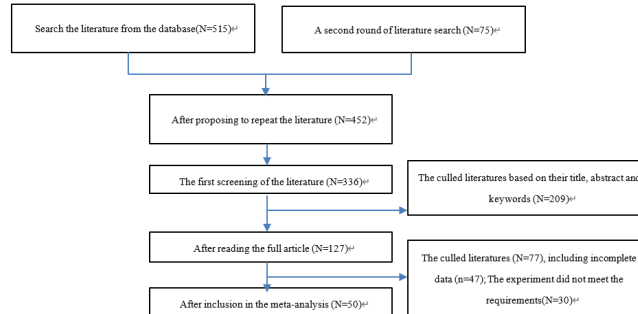 Search the literature from the database(N=515)↵
A second round of literature search (N=75)↵
After proposing to repeat the literature (N=452)↵
The first screening of the literature (N=336)↵
The culled literatures based on their title, abstract and
keywords (N=209)↵
After reading the full article (N=127)↵
The culled literatures (N=77), including incomplete
data (n=47); The experiment did not meet the
requirements(N=30)↵
After inclusion in the meta-analysis (N=50)↵